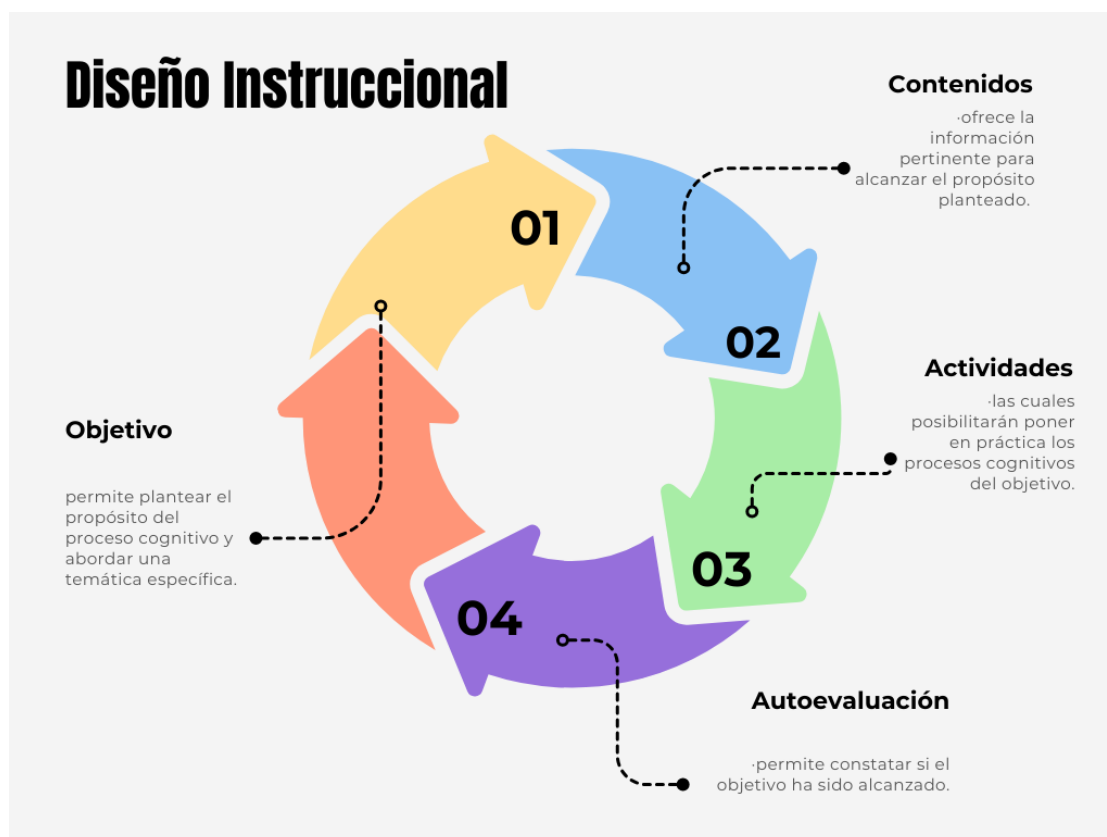 Diseño Instruccional
01
Objetivo
permite plantear el
propósito del
proceso cognitivo y
abordar una
temática específica.
02
Contenidos
·ofrece la
información
pertinente para
alcanzar el propósito
planteado.
03
Actividades
·las cuales
posibilitarán poner
en práctica los
procesos cognitivos
del objetivo.
04
Autoevaluación
·permite constatar si el
objetivo ha sido alcanzado.